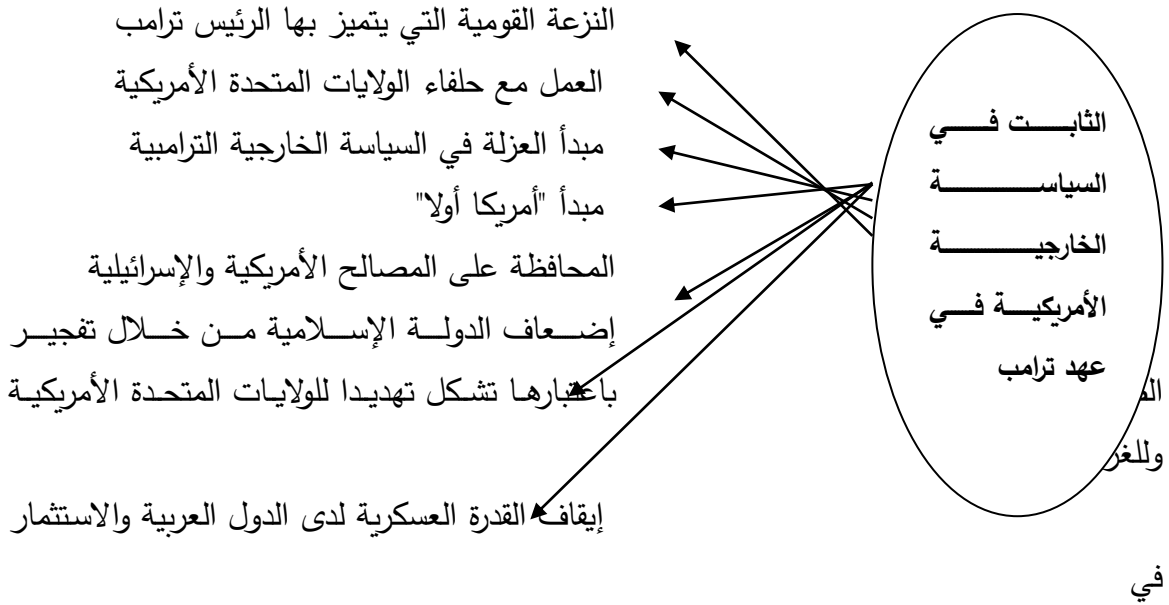 النزعة القومية التي يتميز بها الرئيس ترامب
العمل مع حلفاء الولايات المتحدة الأمريكية
مبدأ العزلة في السياسة الخارجية الترامبية
مبدأ "أمريكا أولا"
المحافظة على المصالح الأمريكية والإسرائيلية
إضعاف الدولة الإسلامية من خلال تفجير
باعتبارها تشكل تهديدا للولايات المتحدة الأمريكية
إيقاف القدرة العسكرية لدى الدول العربية والاستثمار
في
الثابت في
السياسة
الخارجية
الأمريكية في
عهد ترامب